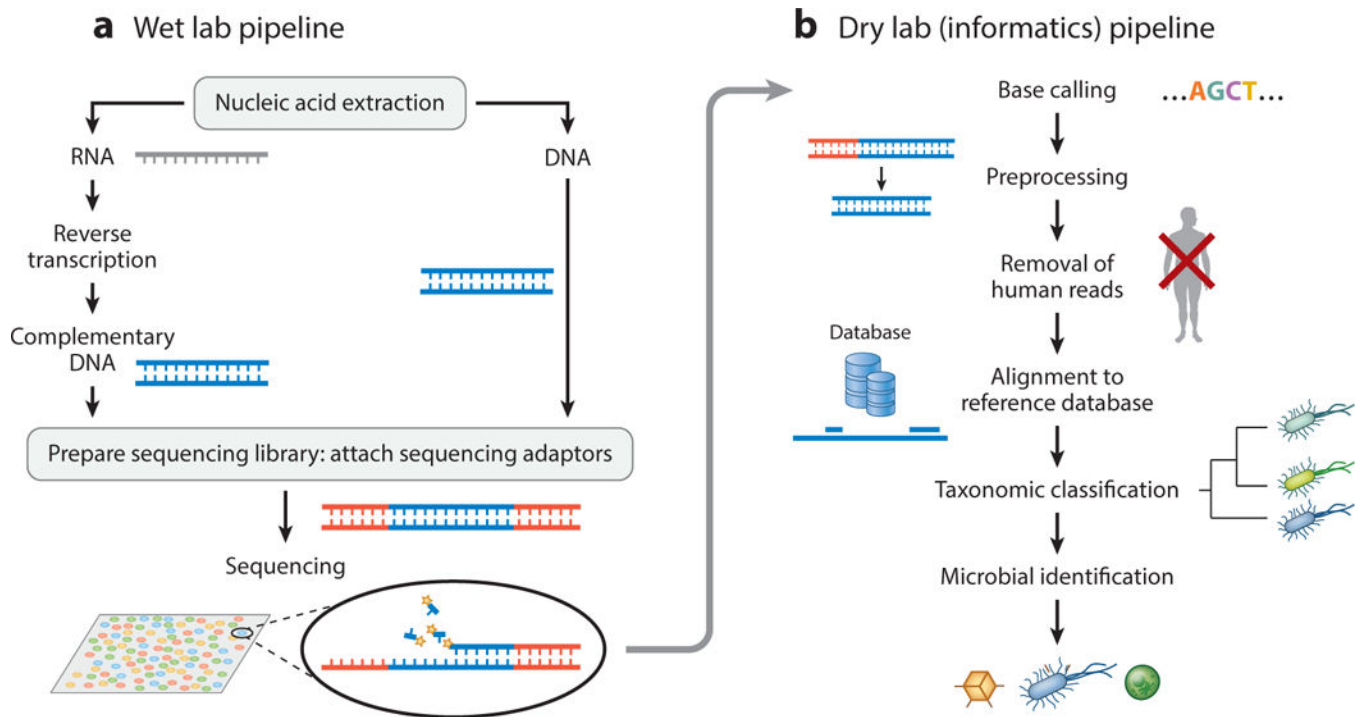 a Wet lab pipeline
Nucleic acid extraction
RNA
DNA
Reverse
transcription
Complementary
DNA
Prepare sequencing library: attach sequencing adaptors
Sequencing
b Dry lab (informatics) pipeline
Base calling
...AGCT...
Preprocessing
Removal of
human reads
Database
Alignment to
reference database
Taxonomic classification
Microbial identification